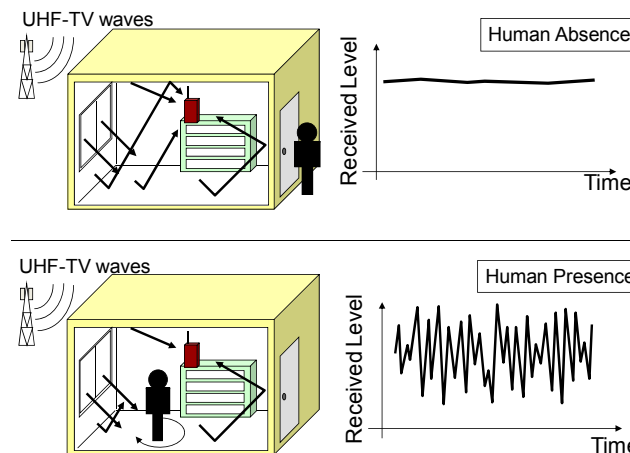 UHF-TV waves
Human Absence
Received Level
Time
UHF-TV waves
Human Presence
Received Level
Time